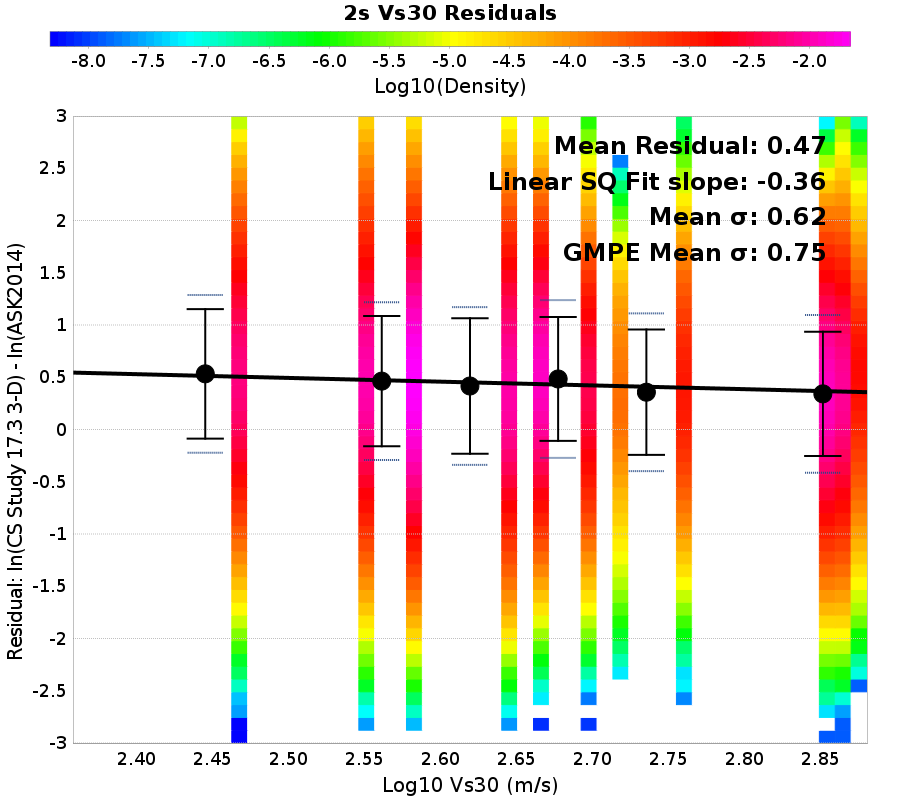 2s Vs30 Residuals
-8.0 -7.5 -7.0 -6.5 -6.0 -5.5 -5.0 -4.5 -4.0 -3.5 -3.0 -2.5 -2.0
Log10(Density)
Mean Residual: 0.47
Linear SQ Fit slope: -0.36
Mean σ: 0.62
GMPE Mean σ: 0.75
Residual: ln(CS Study 17.3 3-D) - ln(ASK2014)
3
2.5
2
1.5
1
0.5
0
-0.5
-1
-1.5
-2
-2.5
-3
2.40 2.45 2.50 2.55 2.60 2.65 2.70 2.75 2.80 2.85
Log10 Vs30 (m/s)